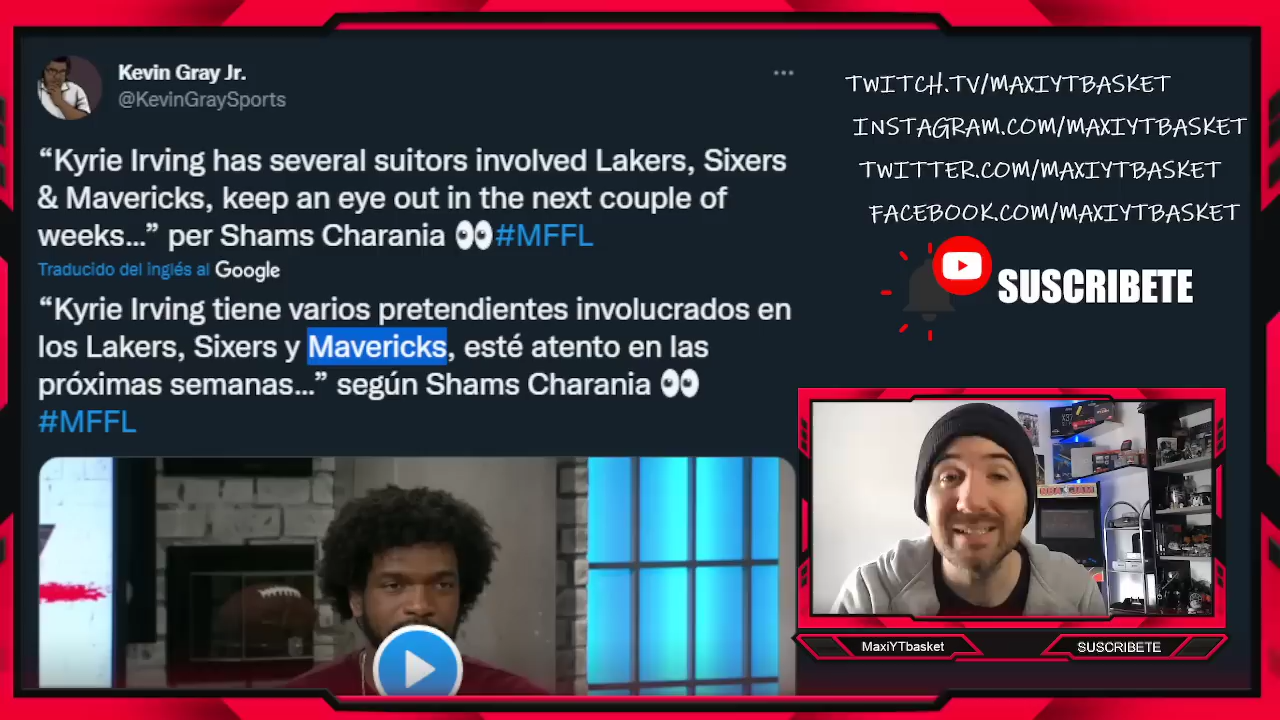 Kevin Gray Jr.
@KevinGraySports
“Kyrie Irving has several suitors involved Lakers, Sixers
& Mavericks, keep an eye out in the next couple of
weeks...” per Shams Charania 👀#MFFL
Traducido del inglés al Google
“Kyrie Irving tiene varios pretendientes involucrados en
los Lakers, Sixers y Mavericks, esté atento en las
próximas semanas...” según Shams Charania 👀
#MFFL
TWITCH.TV/MAXIYTBASKET
INSTAGRAM.COM/MAXIYTBASKET
TWITTER.COM/MAXIYTBASKET
FACEBOOK.COM/MAXIYTBASKET
SUSCRIBETE
NBA JAM
MaxiYTbasket
SUSCRIBETE